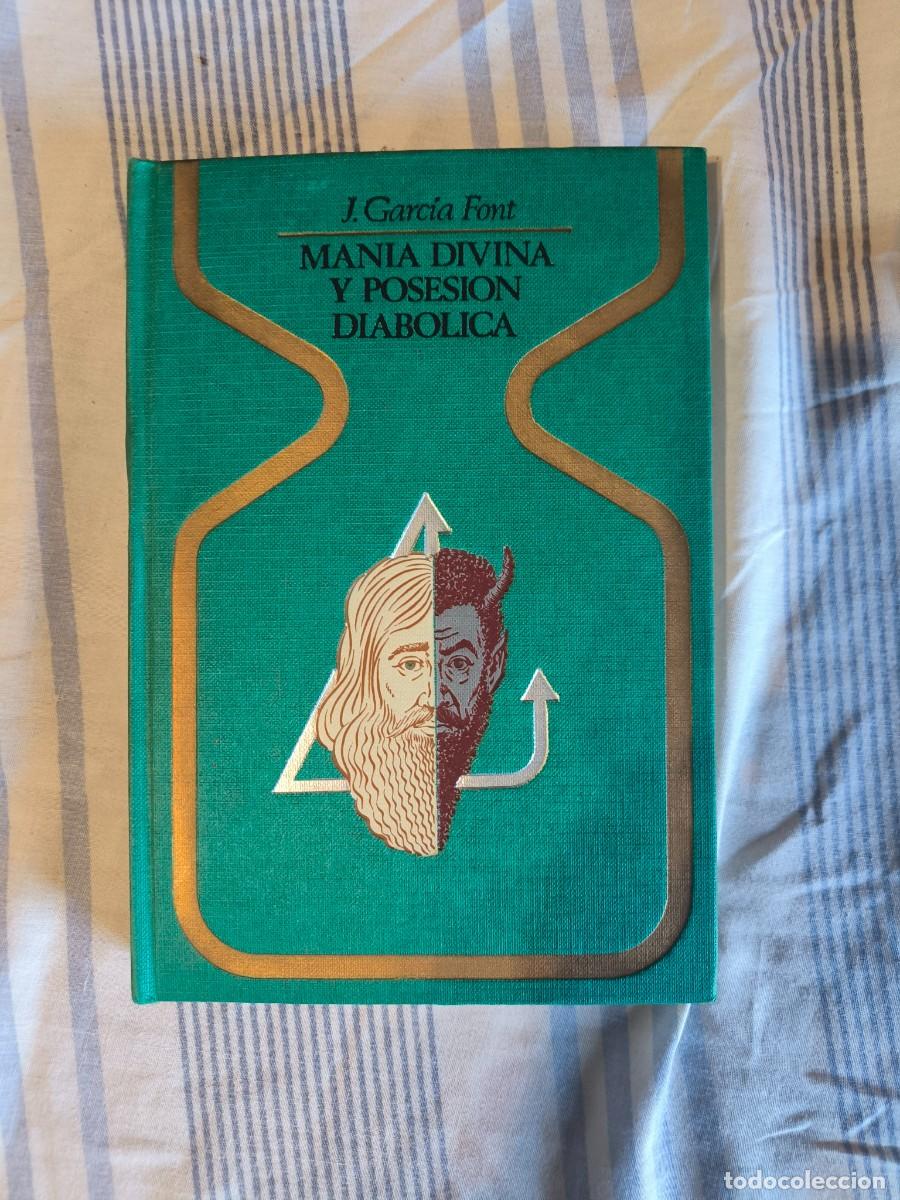 J. García Font
MANIA DIVINA
Y POSESION
DIABOLICA
todocoleccion